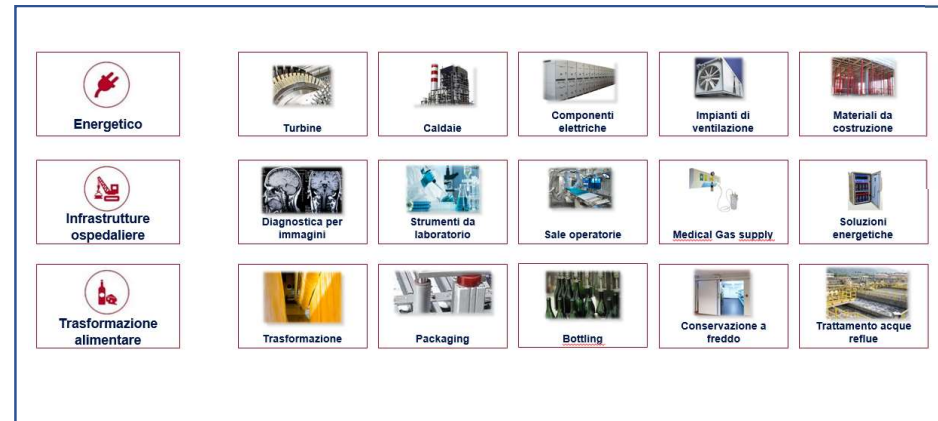 Energetico
Turbine
Caldaie
Componenti
elettriche
Impianti di
ventilazione
Materiali da
costruzione
Infrastrutture
ospedaliere
Diagnostica per
immagini
Strumenti da
laboratorio
Sale operatorie
Medical Gas supply
Soluzioni
energetiche
Trasformazione
alimentare
Trasformazione
Packaging
Bottling
Conservazione a
freddo
Trattamento acque
reflue